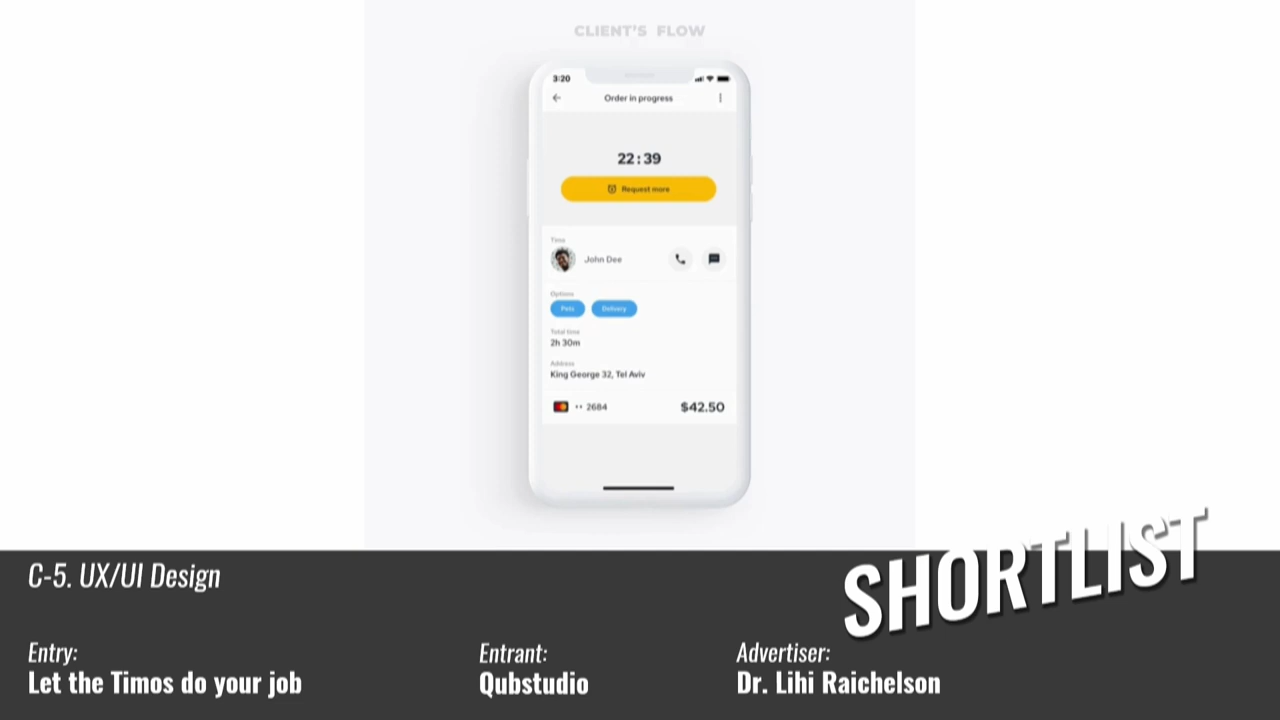 CLIENT'S FLOW
3:20
Order in progress
22:39
Request more
Timo
John Dee
Options
Pets
Delivery
Total time
2h 30m
Address
King George 32, Tel Aviv
•• 2684
$42.50
SHORTLIST
C-5. UX/UI Design
Entry:
Let the Timos do your job
Entrant:
Qubstudio
Advertiser:
Dr. Lihi Raichelson